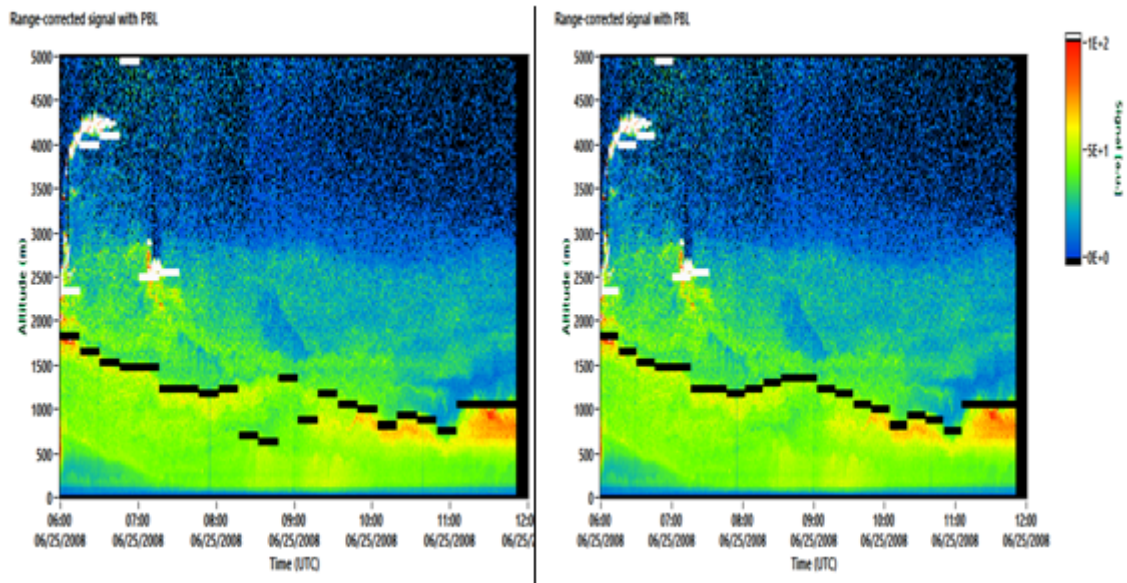 Range-corrected signal with PBL
5000
4500
4000
3500
3000
2500
2000
1500
1000
500
0
Altitude (m)
06:00 07:00 08:00 09:00 10:00 11:00 12:0
06/25/2008 06/25/2008 06/25/2008 06/25/2008 06/25/2008 06/25/2008 06/25/
Time (UTC)
Range-corrected signal with PBL
5000
4500
4000
3500
3000
2500
2000
1500
1000
500
0
Altitude (m)
06:00 07:00 08:00 09:00 10:00 11:00 12:00
06/25/2008 06/25/2008 06/25/2008 06/25/2008 06/25/2008 06/25/2008 06/25/2008
Time (UTC)
1E+2
5E+1
0E+0
Signal (a.u.)